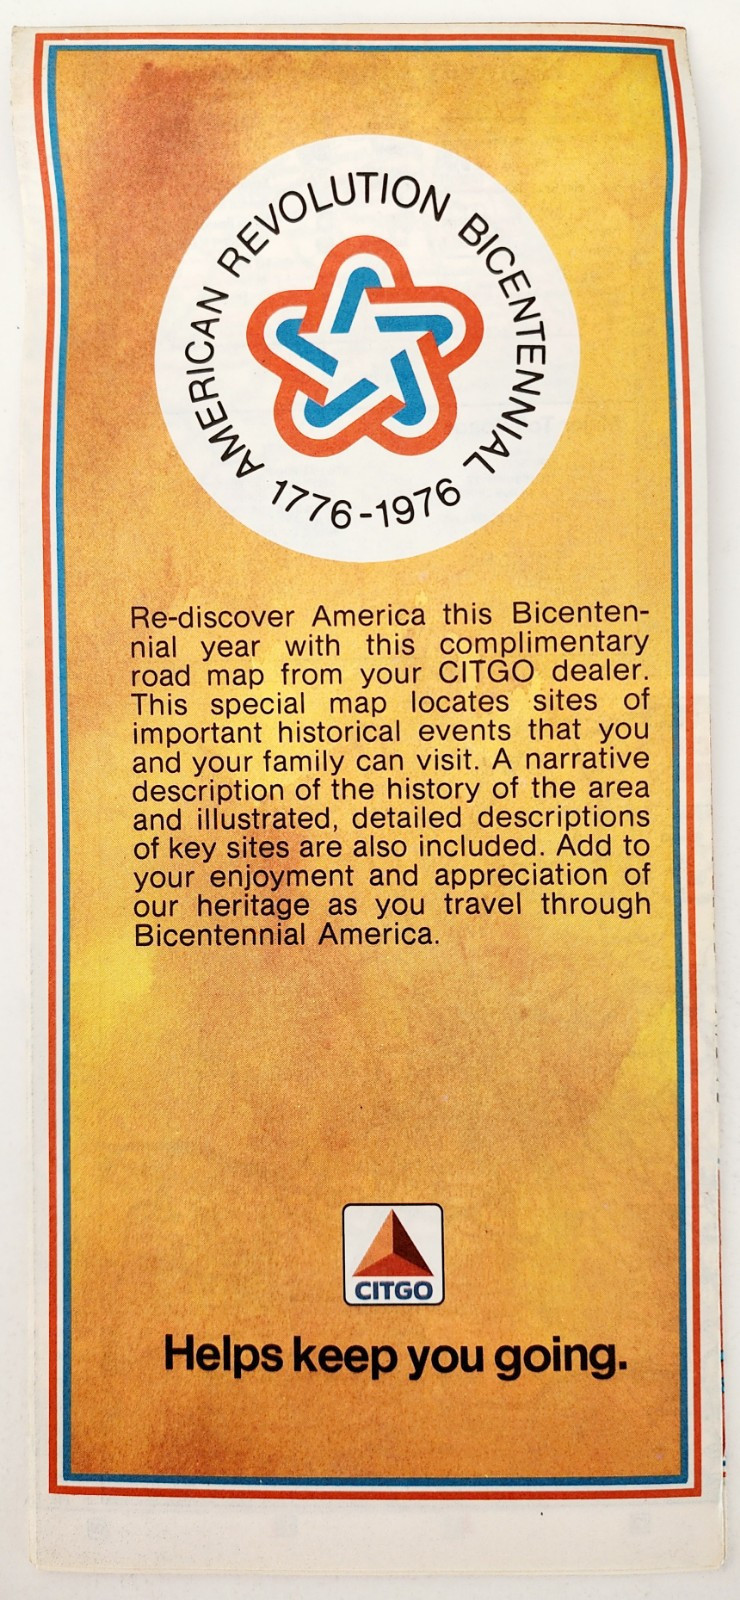 AMERICAN REVOLUTION BICENTENNIAL
1776-1976
Re-discover America this Bicenten-
nial year with this complimentary
road map from your CITGO dealer.
This special map locates sites of
important historical events that you
and your family can visit. A narrative
description of the history of the area
and illustrated, detailed descriptions
of key sites are also included. Add to
your enjoyment and appreciation of
our heritage as you travel through
Bicentennial America.
CITGO
Helps keep you going.